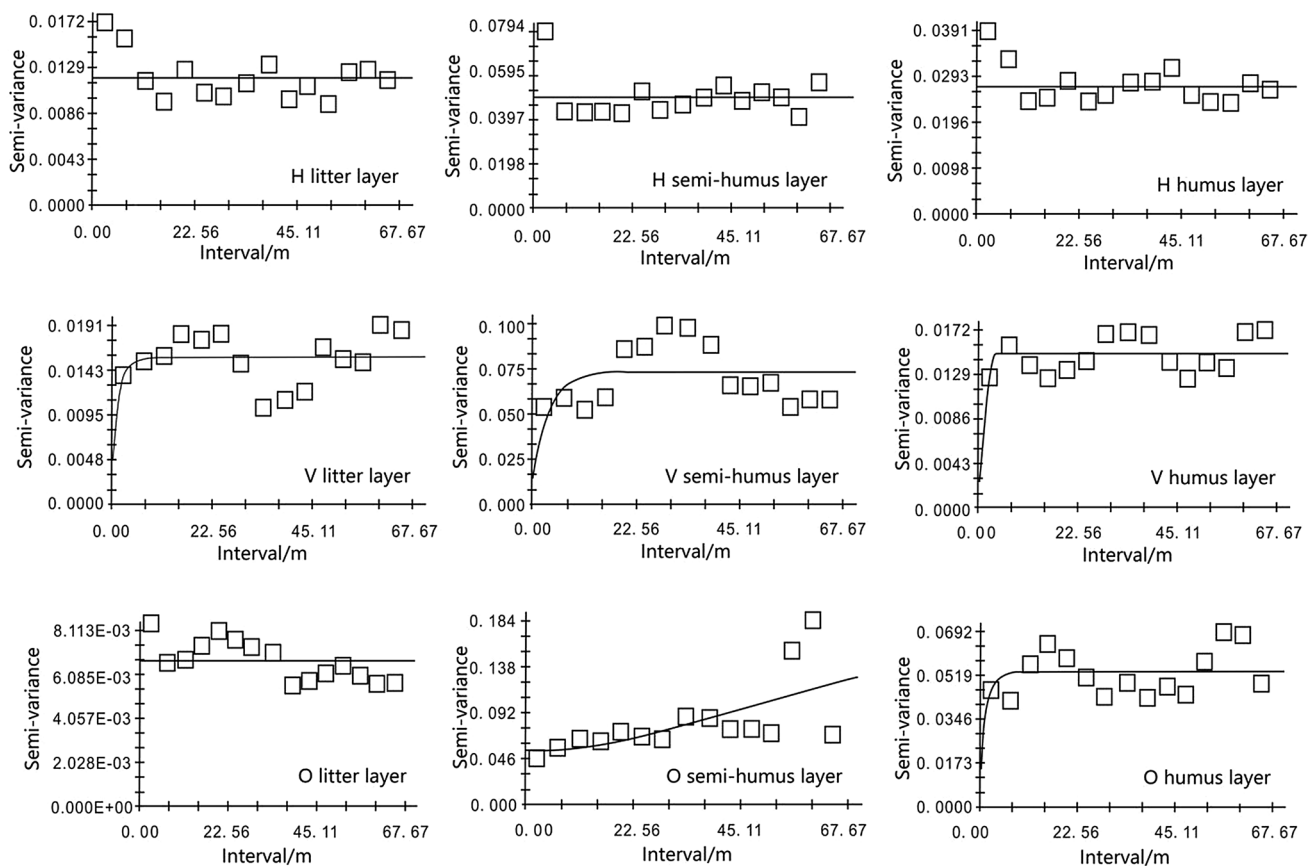 Semi-variance
0. 0172
0. 0129
0. 0086
0. 0043
0. 0000
H litter layer
0. 00 22. 56 45. 11 67. 67
Interval/m
Semi-variance
0. 0794
0. 0595
0. 0397
0. 0198
0. 0000
H semi-humus layer
0. 00 22. 56 45. 11 67. 67
Interval/m
Semi-variance
0. 0391
0. 0293
0. 0196
0. 0098
0. 0000
H humus layer
0. 00 22. 56 45. 11 67. 67
Interval/m
Semi-variance
0. 0191
0. 0143
0. 0095
0. 0048
0. 0000
V litter layer
0. 00 22. 56 45. 11 67. 67
Interval/m
Semi-variance
0. 100
0. 075
0. 050
0. 025
0. 000
V semi-humus layer
0. 00 22. 56 45. 11 67. 67
Interval/m
Semi-variance
0. 0172
0. 0129
0. 0086
0. 0043
0. 0000
V humus layer
0. 00 22. 56 45. 11 67. 67
Interval/m
Semi-variance
8.113E-03
6.085E-03
4.057E-03
2.028E-03
0.000E+00
O litter layer
0. 00 22. 56 45. 11 67. 67
Interval/m
Semi-variance
0. 184
0. 138
0. 092
0. 046
0. 000
O semi-humus layer
0. 00 22. 56 45. 11 67. 67
Interval/m
Semi-variance
0. 0692
0. 0519
0. 0346
0. 0173
0. 0000
O humus layer
0. 00 22. 56 45. 11 67. 67
Interval/m